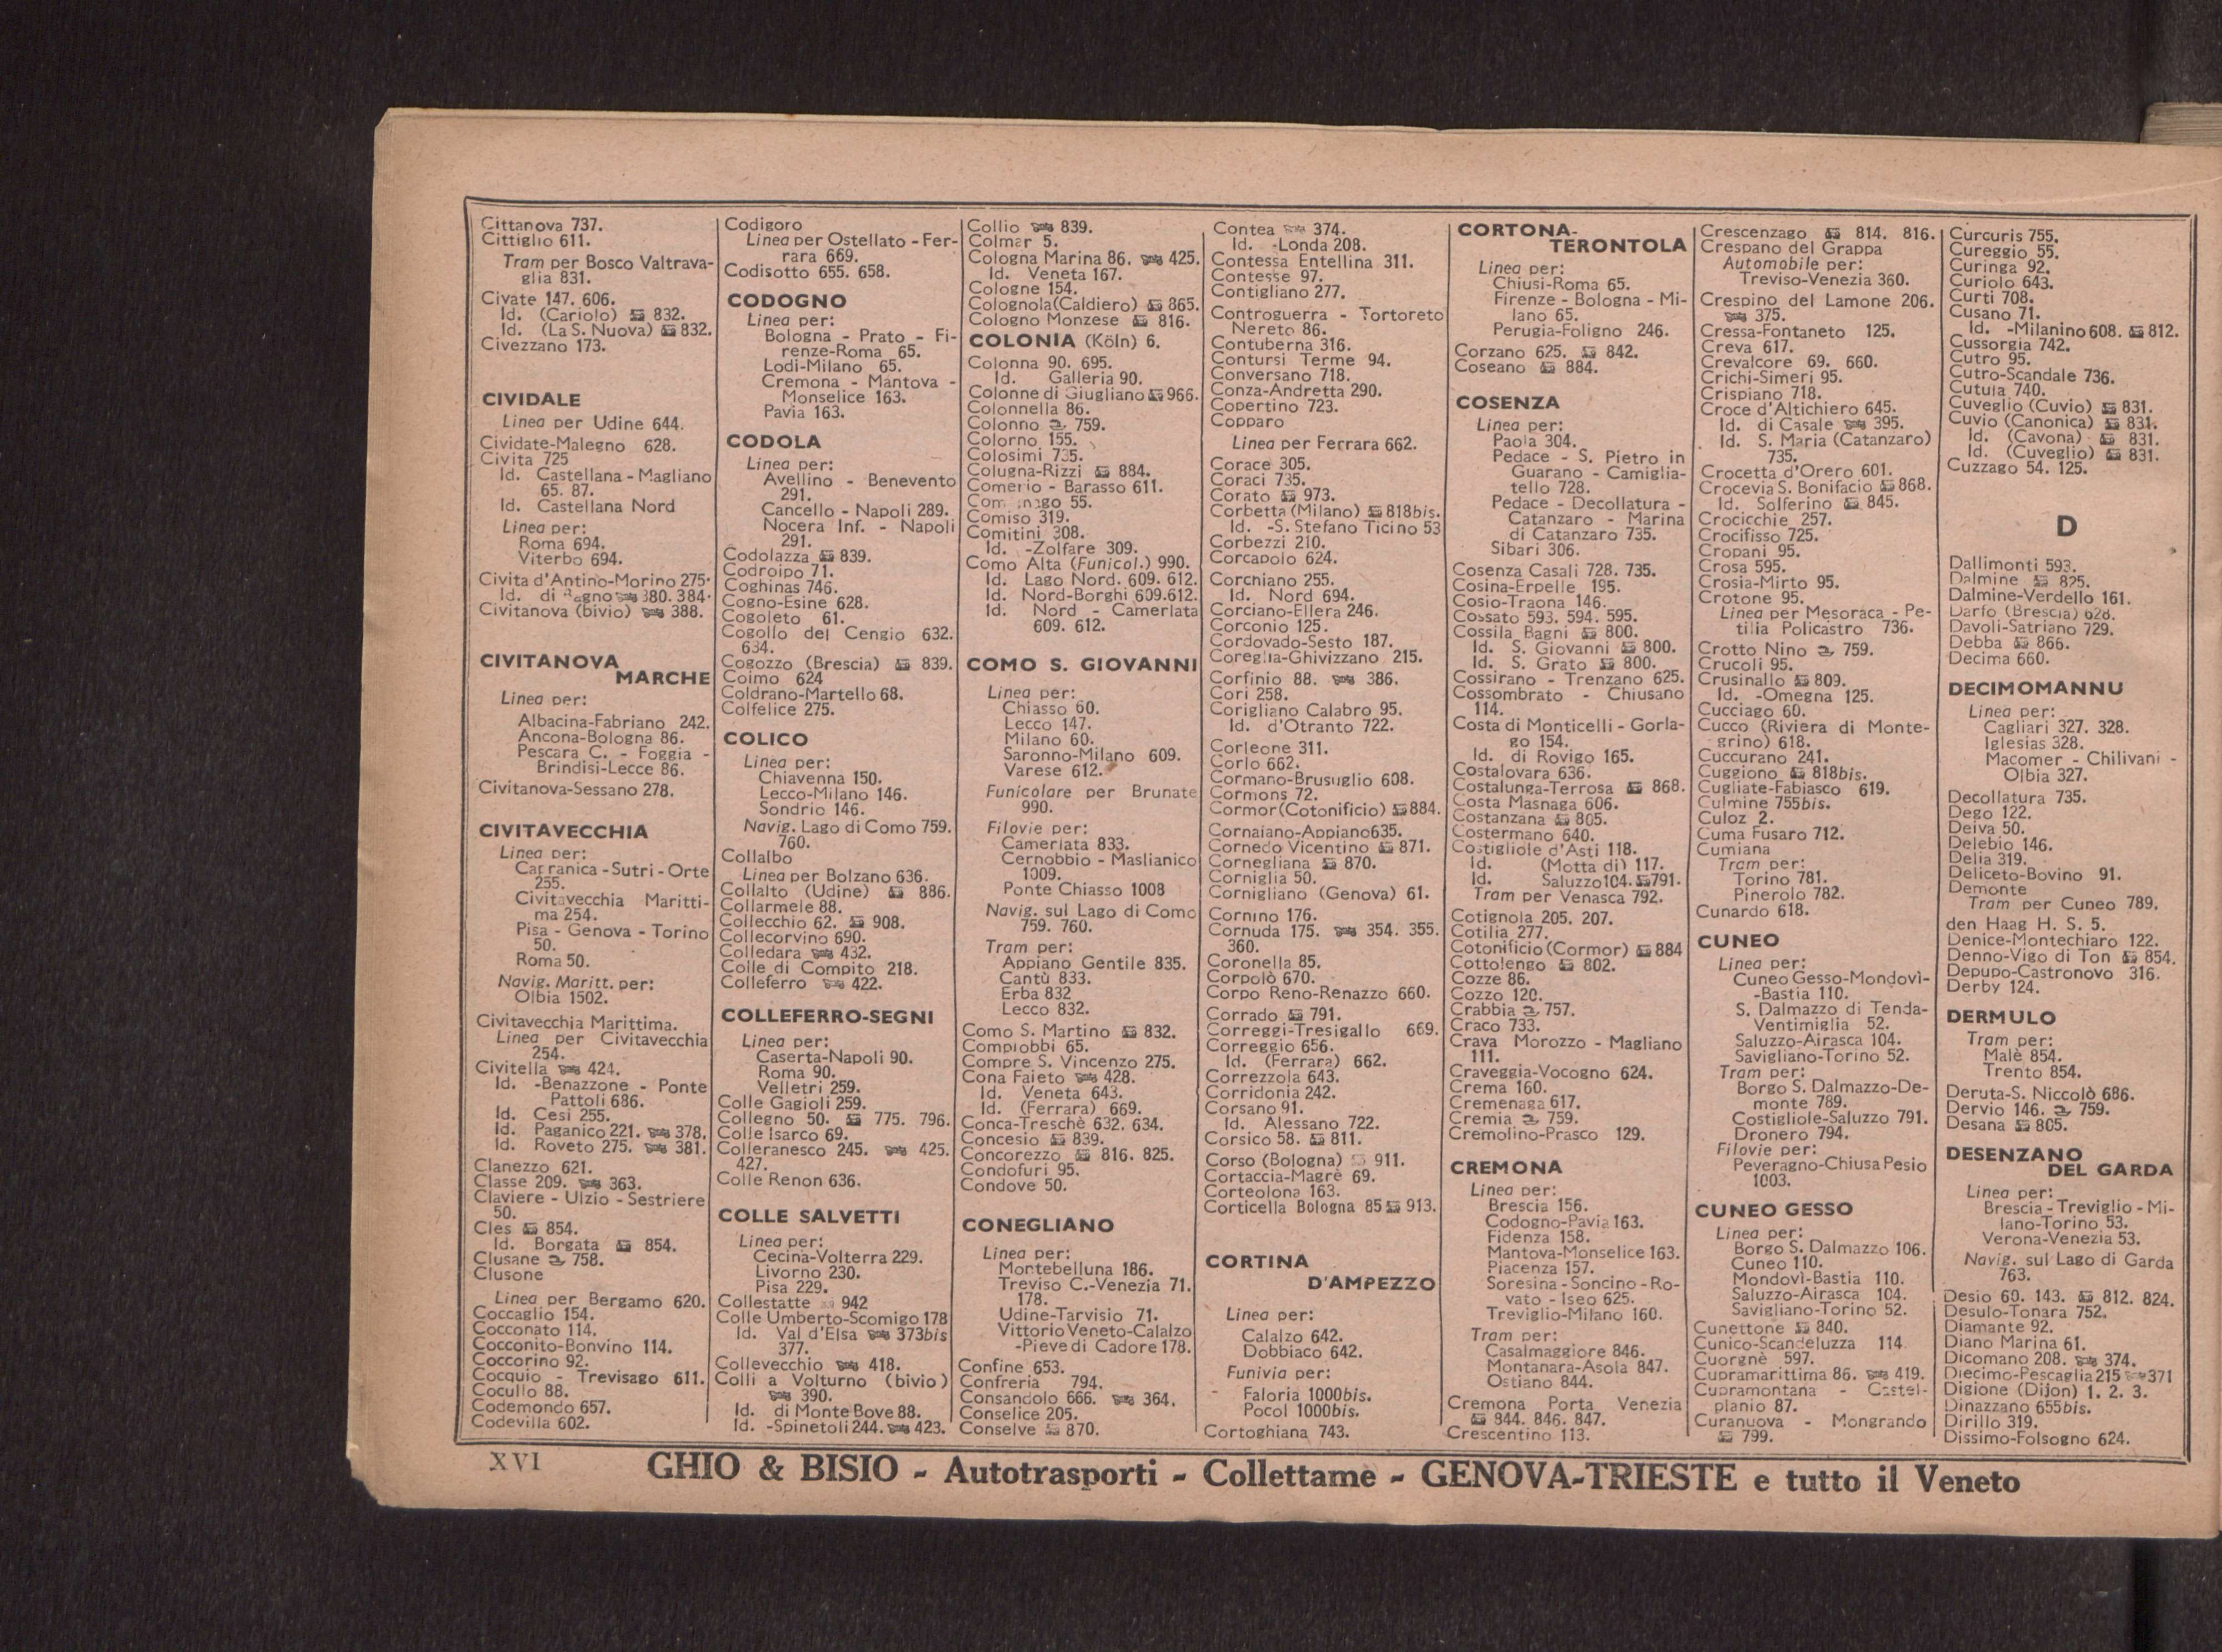 Cittanova 737.
Cittiglio 611.
Tram per Bosco Valtrava-
glia 831.
Civate 147. 606.
Id. (Cariolo) 832.
Id. (La S. Nuova) 832.
Civezzano 173.
CIVIDALE
Linea per Udine 644.
Cividate-Malegno 628.
Civita 725
Id. Castellana - Magliano
65. 87.
Id. Castellana Nord
Linea per:
Roma 694.
Viterbo 694.
Civita d'Antino-Morino 275.
Id. di 380. 384.
Civitanova (bivio) 388.
CIVITANOVA
MARCHE
Linea per:
Albacina-Fabriano 242.
Ancona-Bologna 86.
Pescara C. - Foggia -
Brindisi-Lecce 86.
Civitanova-Sessano 278.
CIVITAVECCHIA
Linea per:
Capranica - Sutri - Orte
255.
Civitavecchia Maritti-
ma 254.
Pisa - Genova - Torino
50.
Roma 50.
Navig. Maritt. per:
Olbia 1502.
Civitavecchia Marittima.
Linea per Civitavecchia
254.
Civitella 424.
Id. -Benazzone - Ponte
Pattoli 686.
Id. Cesi 255.
Id. Paganico 221. 378.
Id. Roveto 275. 381.
Clanezzo 621.
Classe 209. 363.
Claviere - Ulzio - Sestriere
50.
Cles 854.
Id. Borgata 854.
Clusane 758.
Clusone
Linea per Bergamo 620.
Coccaglio 154.
Cocconato 114.
Cocconito-Bonvino 114.
Coccorino 92.
Cocquio - Trevisago 611.
Cocullo 88.
Codemondo 657.
Codevilla 602.
Codigoro
Linea per Ostellato - Fer-
rara 669.
Codisotto 655. 658.
CODOGNO
Linea per:
Bologna - Prato - Fi-
renze-Roma 65.
Lodi-Milano 65.
Cremona - Mantova -
Monselice 163.
Pavia 163.
CODOLA
Linea per:
Avellino - Benevento
291.
Cancello - Napoli 289.
Nocera Inf. - Napoli
291.
Codolazza 839.
Codroipo 71.
Coghinas 746.
Cogno-Esine 628.
Cogoleto 61.
Cogollo del Cengio 632.
634.
Cogozzo (Brescia) 839.
Coimo 624
Coldrano-Martello 68.
Colfelice 275.
COLICO
Linea per:
Chiavenna 150.
Lecco-Milano 146.
Sondrio 146.
Navig. Lago di Como 759.
760.
Collalbo
Linea per Bolzano 636.
Collalto (Udine) 886.
Collarmele 88.
Collecchio 62. 908.
Collecorvino 690.
Colledara 432.
Colle di Compito 218.
Colleferro 422.
COLLEFERRO-SEGNI
Linea per:
Caserta-Napoli 90.
Roma 90.
Velletri 259.
Colle Gagioli 259.
Collegno 50. 775. 796.
Colle Isarco 69.
Colleranesco 245. 425.
427.
Colle Renon 636.
COLLE SALVETTI
Linea per:
Cecina-Volterra 229.
Livorno 230.
Pisa 229.
Collestatte 942
Colle Umberto-Scomigo 178
Id. Val d'Elsa 373bis
377.
Collevecchio 418.
Colli a Volturno (bivio)
390.
Id. di Monte Bove 88.
Id. -Spinetoli 244. 423.
Collio 839.
Colmar 5.
Cologna Marina 86. 425.
Id. Veneta 167.
Cologne 154.
Colognola (Caldiero) 865.
Cologno Monzese 816.
COLONIA (Köln) 6.
Colonna 90. 695.
Id. Galleria 90.
Colonne di Giugliano 966.
Colonnella 86.
Colonno 759.
Colorno 155.
Colosimi 735.
Colugna-Rizzi 884.
Comerio - Barasso 611.
55.
Comiso 319.
Comitini 308.
Id. -Zolfare 309.
Como Alta (Funicol.) 990.
Id. Lago Nord. 609. 612.
Id. Nord-Borghi 609.612.
Id. Nord - Camerlata
609. 612.
COMO S. GIOVANNI
Linea per:
Chiasso 60.
Lecco 147.
Milano 60.
Saronno-Milano 609.
Varese 612.
Funicolare per Brunate
990.
Filovie per:
Camerlata 833.
Cernobbio - Maslianico
1009.
Ponte Chiasso 1008
Navig. sul Lago di Como
759. 760.
Tram per:
Appiano Gentile 835.
Cantù 833.
Erba 832
Lecco 832.
Como S. Martino 832.
Compiobbi 65.
Compre S. Vincenzo 275.
Cona Faieto 428.
Id. Veneta 643.
Id. (Ferrara) 669.
Conca-Treschè 632. 634.
Concesio 839.
Concorezzo 816. 825.
Condofuri 95.
Condove 50.
CONEGLIANO
Linea per:
Montebelluna 186.
Treviso C.-Venezia 71.
178.
Udine-Tarvisio 71.
Vittorio Veneto-Calalzo
-Pieve di Cadore 178.
Confine 653.
Confreria 794.
Consandolo 666. 364.
Conselice 205.
Conselve 870.
Contea 374.
Id. -Londa 208.
Contessa Entellina 311.
Contesse 97.
Contigliano 277.
Controguerra - Tortoreto
Nereto 86.
Contuberna 316.
Contursi Terme 94.
Conversano 718.
Conza-Andretta 290.
Copertino 723.
Copparo
Linea per Ferrara 662.
Corace 305.
Coraci 735.
Corato 973.
Corbetta (Milano) 818bis.
Id. -S. Stefano Ticino 53
Corbezzi 210.
Corcapolo 624.
Corchiano 255.
Id. Nord 694.
Corciano-Ellera 246.
Corconio 125.
Cordovado-Sesto 187.
Coreglia-Ghivizzano 215.
Corfinio 88. 386.
Cori 258.
Corigliano Calabro 95.
Id. d'Otranto 722.
Corleone 311.
Corlo 662.
Cormano-Brusuglio 608.
Cormons 72.
Cormor (Cotonificio) 884.
Cornaiano-Appiano 635.
Cornedo Vicentino 871.
Cornegliana 870.
Corniglia 50.
Cornigliano (Genova) 61.
Cornino 176.
Cornuda 175. 354. 355.
360.
Coronella 85.
Corpolò 670.
Corpo Reno-Renazzo 660.
Corrado 791.
Correggi-Tresigallo 669.
Correggio 656.
Id. (Ferrara) 662.
Correzzola 643.
Corridonia 242.
Corsano 91.
Id. Alessano 722.
Corsico 58. 811.
Corso (Bologna) 911.
Cortaccia-Magrè 69.
Corteolona 163.
Corticella Bologna 85 913.
CORTINA
D'AMPEZZO
Linea per:
Calalzo 642.
Dobbiaco 642.
Funivia per:
Faloria 1000bis.
Pocol 1000bis.
Cortoghiana 743.
CORTONA-
TERONTOLA
Linea per:
Chiusi-Roma 65.
Firenze - Bologna - Mi-
lano 65.
Perugia-Foligno 246.
Corzano 625. 842.
Coseano 884.
COSENZA
Linea per:
Paola 304.
Pedace - S. Pietro in
Guarano - Camiglia-
tello 728.
Pedace - Decollatura -
Catanzaro - Marina
di Catanzaro 735.
Sibari 306.
Cosenza Casali 728. 735.
Cosina-Erpelle 195.
Cosio-Traona 146.
Cossato 593. 594. 595.
Cossila Bagni 800.
Id. S. Giovanni 800.
Id. S. Grato 800.
Cossirano - Trenzano 625.
Cossombrato - Chiusano
114.
Costa di Monticelli - Gorla-
go 154.
Id. di Rovigo 165.
Costalovara 636.
Costalunga-Terrosa 868.
Costa Masnaga 606.
Costanzana 805.
Costermano 640.
Costigliole d'Asti 118.
Id. (Motta di) 117.
Id. Saluzzo 104. 791.
Tram per Venasca 792.
Cotignola 205. 207.
Cotilia 277.
Cotonificio (Cormor) 884
Cottolengo 802.
Cozze 86.
Cozzo 120.
Crabbia 757.
Craco 733.
Crava Morozzo - Magliano
111.
Craveggia-Vocogno 624.
Crema 160.
Cremenaga 617.
Cremia 759.
Cremolino-Prasco 129.
CREMONA
Linea per:
Brescia 156.
Codogno-Pavia 163.
Fidenza 158.
Mantova-Monselice 163.
Piacenza 157.
Soresina - Soncino - Ro-
vato - Iseo 625.
Treviglio-Milano 160.
Tram per:
Casalmaggiore 846.
Montanara-Asola 847.
Ostiano 844.
Cremona Porta Venezia
844. 846. 847.
Crescentino 113.
Crescenzago 814. 816.
Crespano del Grappa
Automobile per:
Treviso-Venezia 360.
Crespino del Lamone 206.
375.
Cressa-Fontaneto 125.
Creva 617.
Crevalcore 69. 660.
Crichi-Simeri 95.
Crispiano 718.
Croce d'Altichiero 645.
Id. di Casale 395.
Id. S. Maria (Catanzaro)
735.
Crocetta d'Orero 601.
Crocevia S. Bonifacio 868.
Id. Solferino 845.
Crocicchie 257.
Crocifisso 725.
Cropani 95.
Crosa 595.
Crosia-Mirto 95.
Crotone 95.
Linea per Mesoraca - Pe-
tilia Policastro 736.
Crotto Nino 759.
Crucoli 95.
Crusinallo 809.
Id. -Omegna 125.
Cucciago 60.
Cucco (Riviera di Monte-
grino) 618.
Cuccurano 241.
Cuggiono 818bis.
Cugliate-Fabiasco 619.
Culmine 755bis.
Culoz 2.
Cuma Fusaro 712.
Cumiana
Tram per:
Torino 781.
Pinerolo 782.
Cunardo 618.
CUNEO
Linea per:
Cuneo Gesso-Mondovì-
-Bastia 110.
S. Dalmazzo di Tenda-
Ventimiglia 52.
Saluzzo-Airasca 104.
Savigliano-Torino 52.
Tram per:
Borgo S. Dalmazzo-De-
monte 789.
Costigliole-Saluzzo 791.
Dronero 794.
Filovie per:
Peveragno-Chiusa Pesio
1003.
CUNEO GESSO
Linea per:
Borgo S. Dalmazzo 106.
Cuneo 110.
Mondovì-Bastia 110.
Saluzzo-Airasca 104.
Savigliano-Torino 52.
Cunettone 840.
Cunico-Scandeluzza 114
Cuorgnè 597.
Cupramarittima 86. 419.
Cupramontana - Castel-
planio 87.
Curanuova - Mongrando
799.
Curcuris 755.
Cureggio 55.
Curinga 92.
Curiolo 643.
Curti 708.
Cusano 71.
Id. -Milanino 608. 812.
Cussorgia 742.
Cutro 95.
Cutro-Scandale 736.
Cutura 740.
Cuveglio (Cuvio) 831.
Cuvio (Canonica) 831.
Id. (Cavona) 831.
Id. (Cuveglio) 831.
Cuzzago 54. 125.
D
Dallimonti 593.
Dalmine 825.
Dalmine-Verdello 161.
Darfo (Brescia) 628.
Davoli-Satriano 729.
Debba 866.
Decima 660.
DECIMOMANNU
Linea per:
Cagliari 327. 328.
Iglesias 328.
Macomer - Chilivani -
Olbia 327.
Decollatura 735.
Dego 122.
Deiva 50.
Delebio 146.
Delia 319.
Deliceto-Bovino 91.
Demonte
Tram per Cuneo 789.
den Haag H. S. 5.
Denice-Montechiaro 122.
Denno-Vigo di Ton 854.
Depupo-Castronovo 316.
Derby 124.
DERMULO
Tram per:
Malè 854.
Trento 854.
Deruta-S. Niccolò 686.
Dervio 146. 759.
Desana 805.
DESENZANO
DEL GARDA
Linea per:
Brescia - Treviglio - Mi-
lano-Torino 53.
Verona-Venezia 53.
Navig. sul Lago di Garda
763.
Desio 60. 143. 812. 824.
Desulo-Tonara 752.
Diamante 92.
Diano Marina 61.
Dicomano 208. 374.
Diecimo-Pescaglia 215 371
Digione (Dijon) 1. 2. 3.
Dinazzano 655bis.
Dirillo 319.
Dissimo-Folsogno 624.
XVI
GHIO & BISIO - Autotrasporti - Collettame - GENOVA-TRIESTE e tutto il Veneto